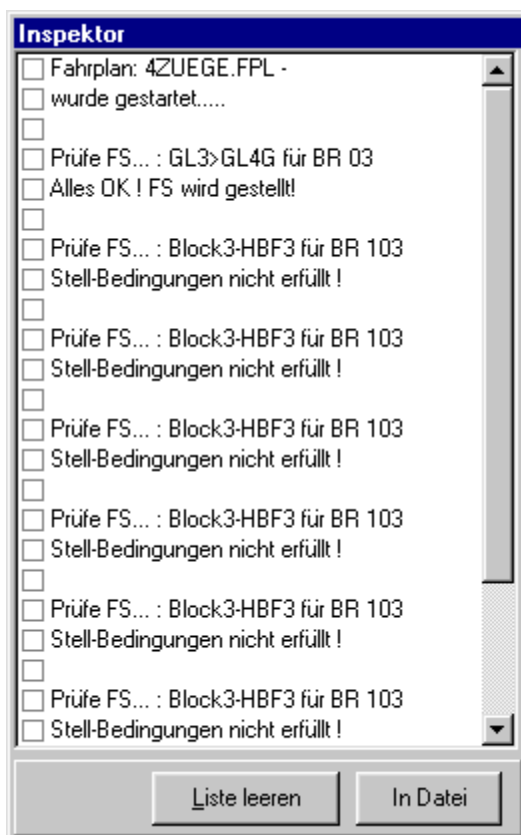 Inspektor
Fahrplan: 4ZUEGE.FPL -
wurde gestartet.....
Prüfe FS... : GL3>GL4G für BR 03
Alles OK ! FS wird gestellt!
Prüfe FS... : Block3-HBF3 für BR 103
Stell-Bedingungen nicht erfüllt !
Prüfe FS... : Block3-HBF3 für BR 103
Stell-Bedingungen nicht erfüllt !
Prüfe FS... : Block3-HBF3 für BR 103
Stell-Bedingungen nicht erfüllt !
Prüfe FS... : Block3-HBF3 für BR 103
Stell-Bedingungen nicht erfüllt !
Prüfe FS... : Block3-HBF3 für BR 103
Stell-Bedingungen nicht erfüllt !
Prüfe FS... : Block3-HBF3 für BR 103
Stell-Bedingungen nicht erfüllt !
Liste leeren In Datei